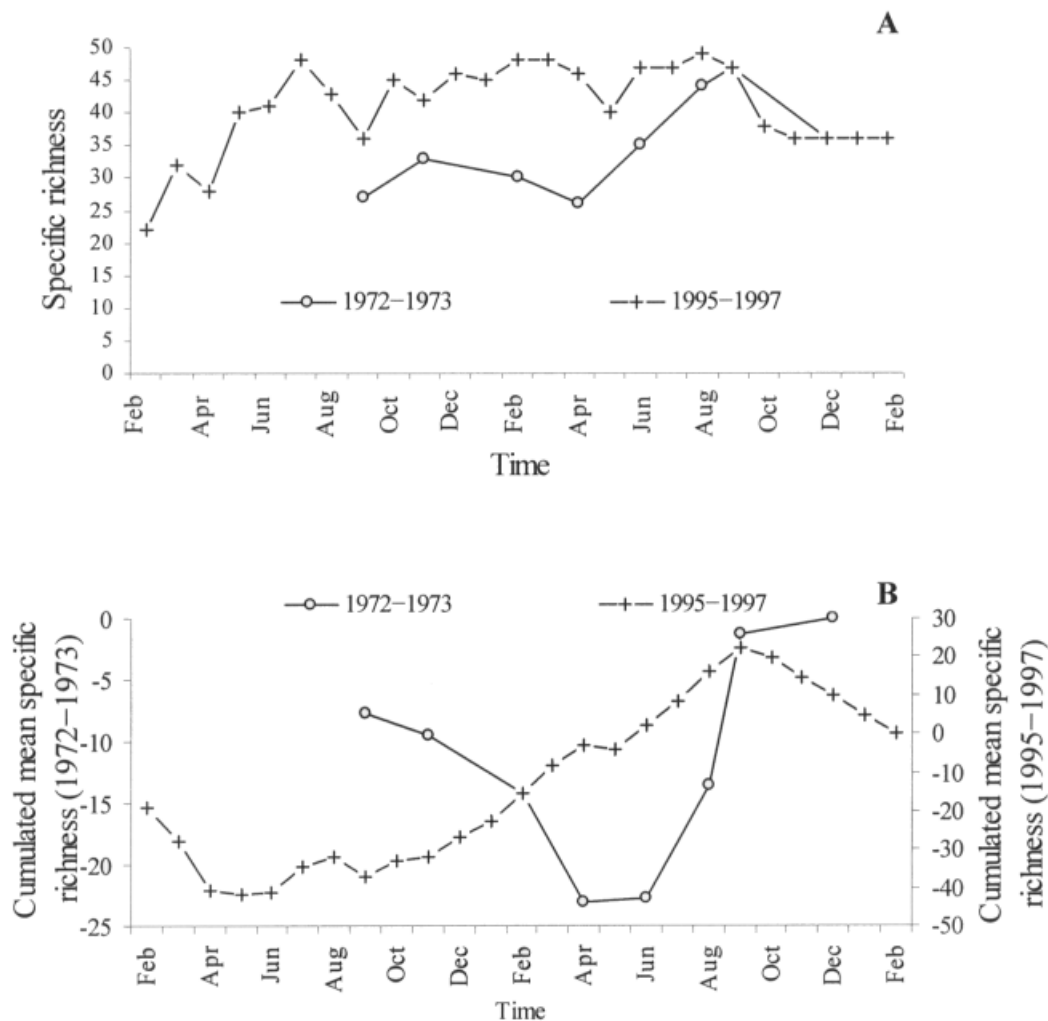 A
50
45
40
35
30
25
20
15
10
5
0
Specific richness
1972–1973
1995–1997
Feb
Apr
Jun
Aug
Oct
Dec
Feb
Apr
Jun
Aug
Oct
Dec
Feb
Time
B
1972–1973
1995–1997
0
-5
-10
-15
-20
-25
Cumulated mean specific
richness (1972–1973)
30
20
10
0
-10
-20
-30
-40
-50
Cumulated mean specific
richness (1995–1997)
Feb
Apr
Jun
Aug
Oct
Dec
Feb
Apr
Jun
Aug
Oct
Dec
Feb
Time